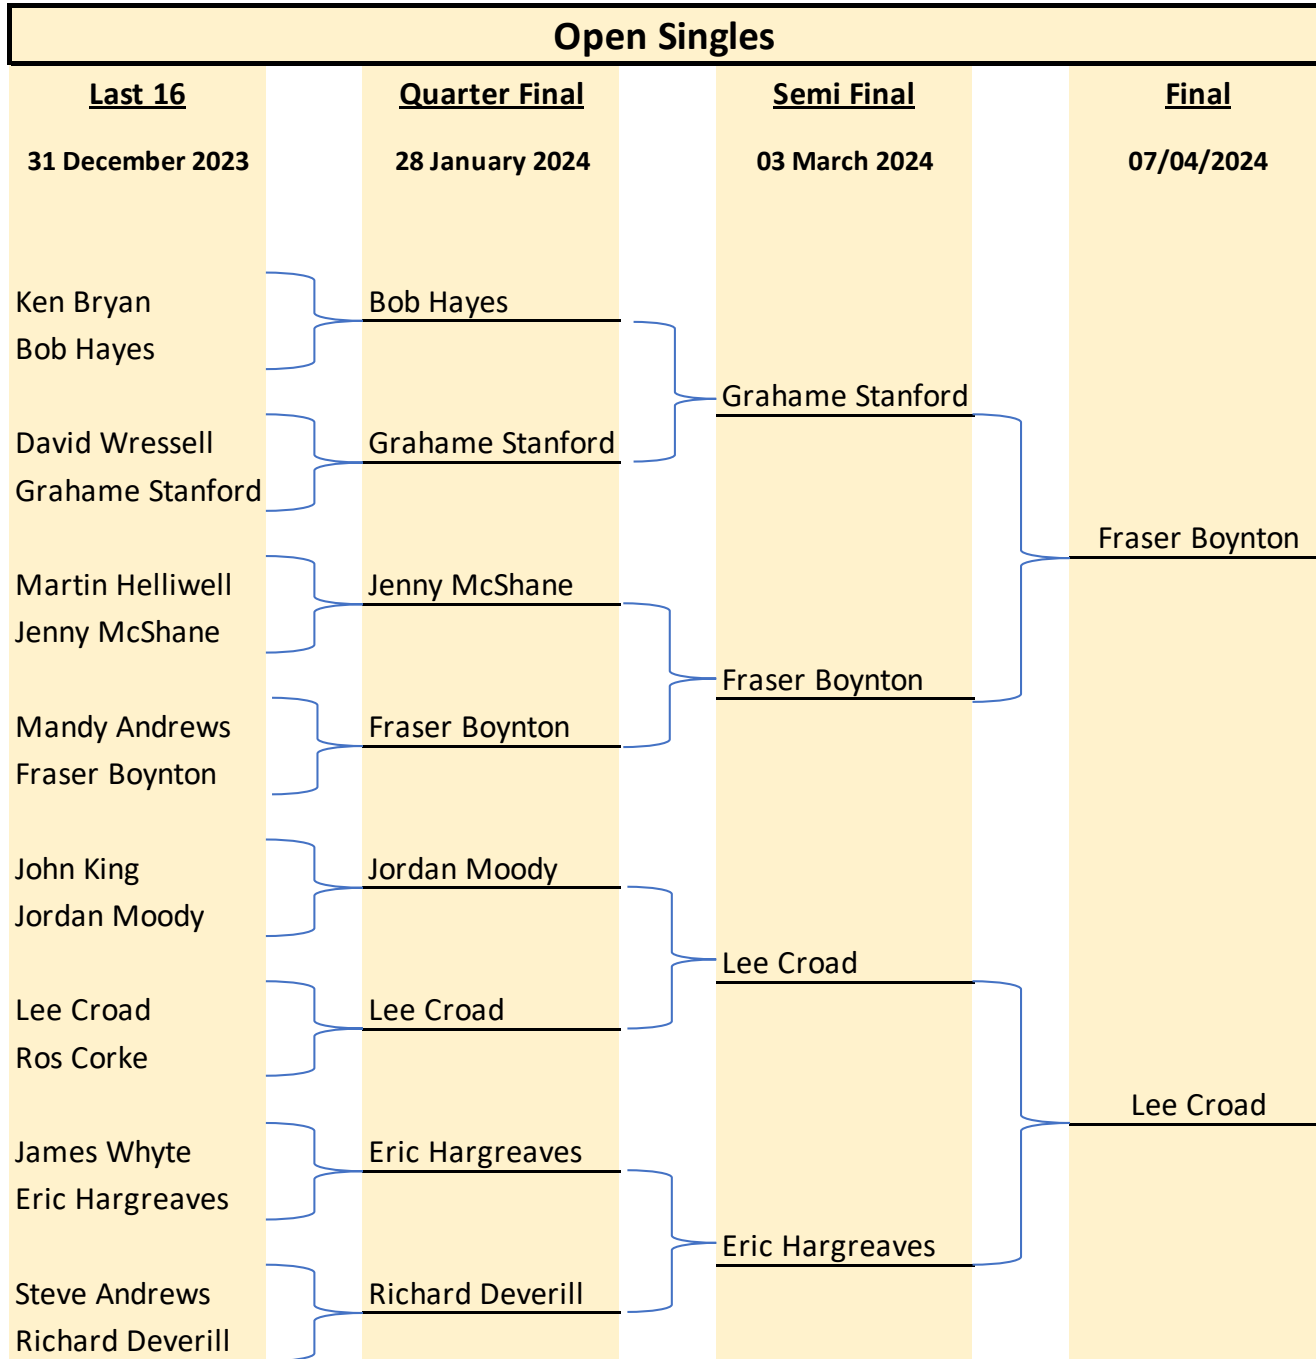 Open Singles
Last 16
Quarter Final
Semi Final
Final
31 December 2023
28 January 2024
03 March 2024
07/04/2024
Ken Bryan
Bob Hayes
David Wressell
Grahame Stanford
Martin Helliwell
Jenny McShane
Mandy Andrews
Fraser Boynton
John King
Jordan Moody
Lee Croad
Ros Corke
James Whyte
Eric Hargreaves
Steve Andrews
Richard Deverill
Bob Hayes
Grahame Stanford
Jenny McShane
Fraser Boynton
Jordan Moody
Lee Croad
Eric Hargreaves
Richard Deverill
Grahame Stanford
Fraser Boynton
Lee Croad
Eric Hargreaves
Fraser Boynton
Lee Croad